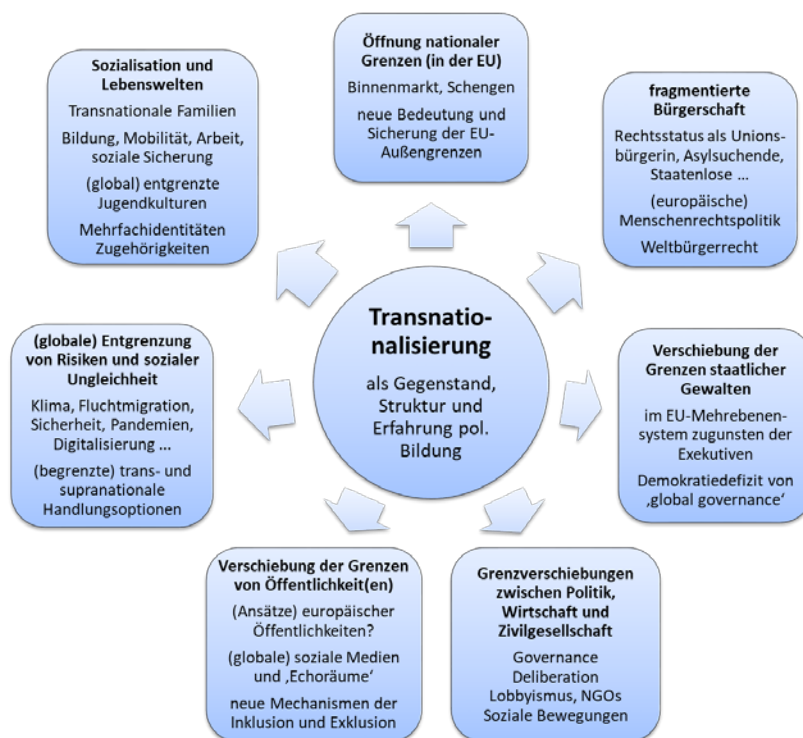 Öffnung nationaler
Grenzen (in der EU)
Binnenmarkt, Schengen
neue Bedeutung und
Sicherung der EU-
Außengrenzen
fragmentierte
Bürgerschaft
Rechtsstatus als Unions-
bürgerin, Asylsuchende,
Staatenlose ...
(europäische)
Menschenrechtspolitik
Weltbürgerrecht
Verschiebung der
Grenzen staatlicher
Gewalten
im EU-Mehrebenen-
system zugunsten der
Exekutiven
Demokratiedefizit von
‚global governance‘
Grenzverschiebungen
zwischen Politik,
Wirtschaft und
Zivilgesellschaft
Governance
Deliberation
Lobbyismus, NGOs
Soziale Bewegungen
Verschiebung der Grenzen
von Öffentlichkeit(en)
(Ansätze) europäischer
Öffentlichkeiten?
(globale) soziale Medien
und ‚Echoräume‘
neue Mechanismen der
Inklusion und Exklusion
(globale) Entgrenzung
von Risiken und sozialer
Ungleichheit
Klima, Fluchtmigration,
Sicherheit, Pandemien,
Digitalisierung ...
(begrenzte) trans- und
supranationale
Handlungsoptionen
Sozialisation und
Lebenswelten
Transnationale Familien
Bildung, Mobilität, Arbeit,
soziale Sicherung
(global) entgrenzte
Jugendkulturen
Mehrfachidentitäten
Zugehörigkeiten
Transnatio-
nalisierung
als Gegenstand,
Struktur und
Erfahrung pol.
Bildung